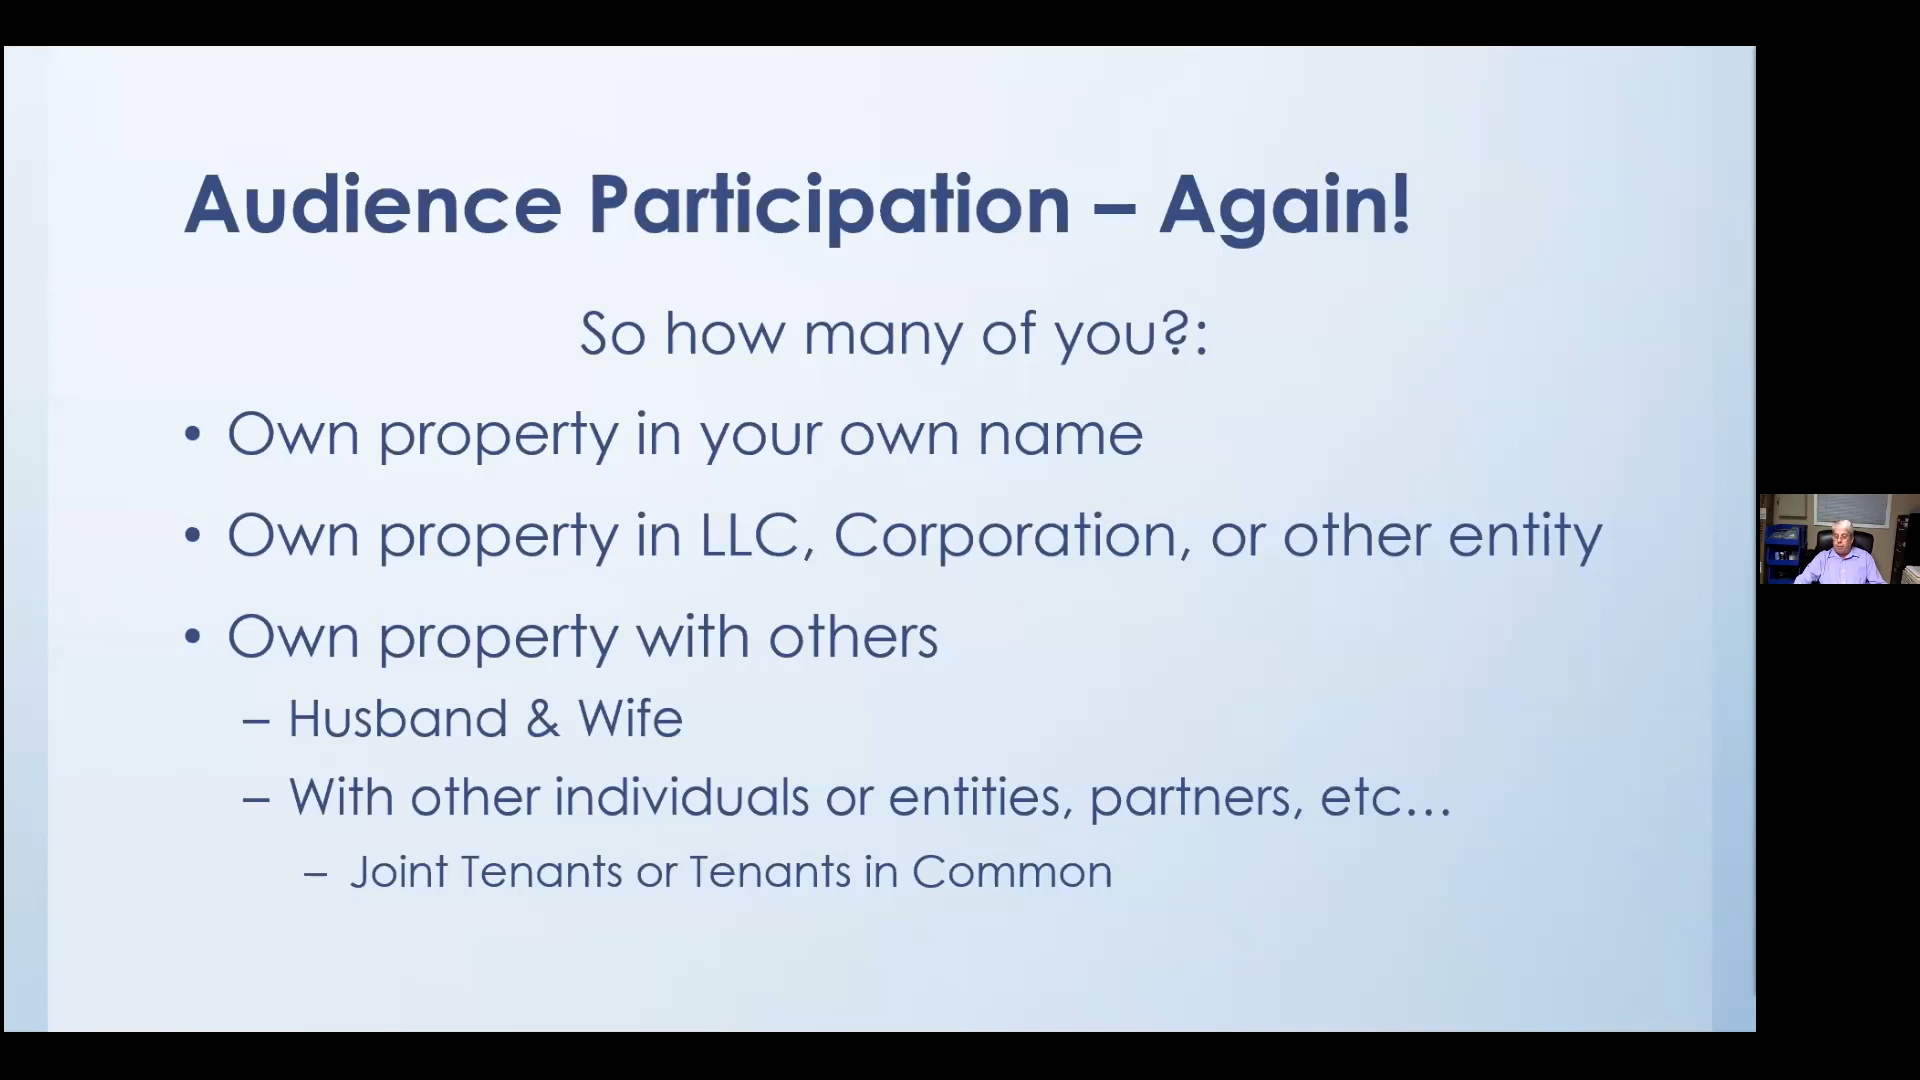 Audience Participation – Again!
So how many of you?:
• Own property in your own name
• Own property in LLC, Corporation, or other entity
• Own property with others
– Husband & Wife
– With other individuals or entities, partners, etc…
– Joint Tenants or Tenants in Common